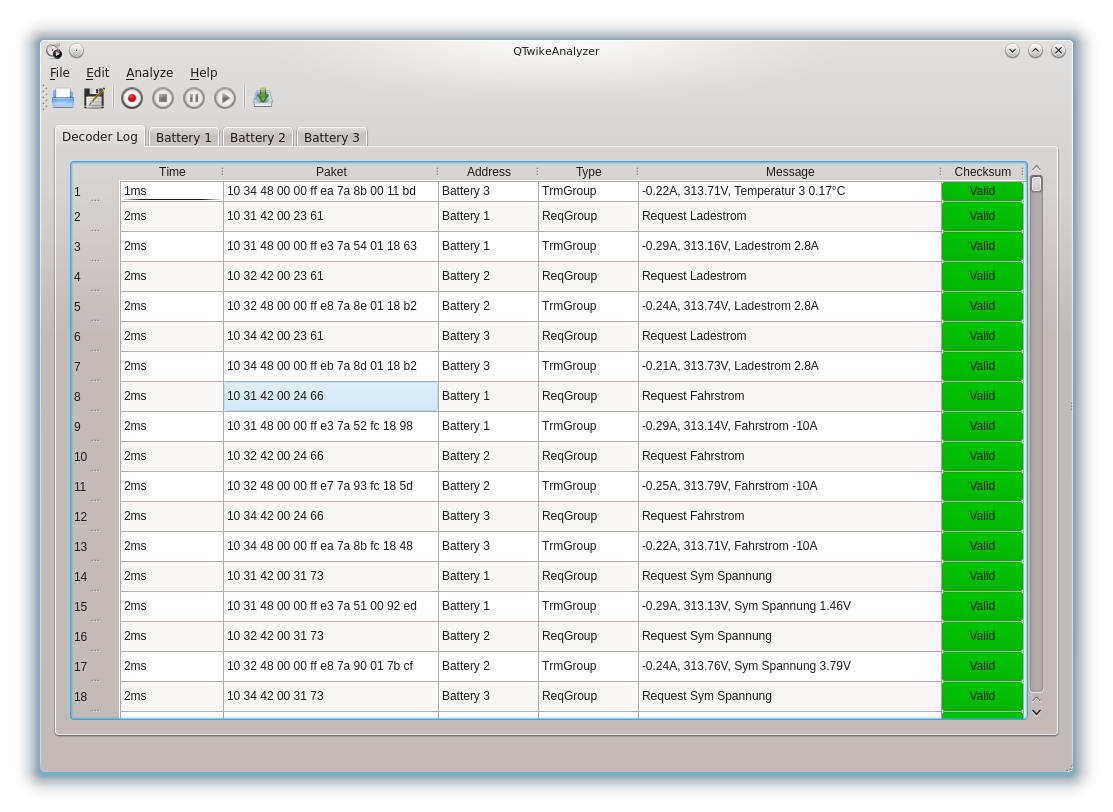 QTwikeAnalyzer
File Edit Analyze Help
Decoder Log Battery 1 Battery 2 Battery 3
Time Paket Address Type Message Checksum
1 1ms 10 34 48 00 00 ff ea 7a 8b 00 11 bd Battery 3 TrmGroup -0.22A, 313.71V, Temperatur 3 0.17°C Valid
2 2ms 10 31 42 00 23 61 Battery 1 ReqGroup Request Ladestrom Valid
3 2ms 10 31 48 00 00 ff e3 7a 54 01 18 63 Battery 1 TrmGroup -0.29A, 313.16V, Ladestrom 2.8A Valid
4 2ms 10 32 42 00 23 61 Battery 2 ReqGroup Request Ladestrom Valid
5 2ms 10 32 48 00 00 ff e8 7a 8e 01 18 b2 Battery 2 TrmGroup -0.24A, 313.74V, Ladestrom 2.8A Valid
6 2ms 10 34 42 00 23 61 Battery 3 ReqGroup Request Ladestrom Valid
7 2ms 10 34 48 00 00 ff eb 7a 8d 01 18 b2 Battery 3 TrmGroup -0.21A, 313.73V, Ladestrom 2.8A Valid
8 2ms 10 31 42 00 24 66 Battery 1 ReqGroup Request Fahrstrom Valid
9 2ms 10 31 48 00 00 ff e3 7a 52 fc 18 98 Battery 1 TrmGroup -0.29A, 313.14V, Fahrstrom -10A Valid
10 2ms 10 32 42 00 24 66 Battery 2 ReqGroup Request Fahrstrom Valid
11 2ms 10 32 48 00 00 ff e7 7a 93 fc 18 5d Battery 2 TrmGroup -0.25A, 313.79V, Fahrstrom -10A Valid
12 2ms 10 34 42 00 24 66 Battery 3 ReqGroup Request Fahrstrom Valid
13 2ms 10 34 48 00 00 ff ea 7a 8b fc 18 48 Battery 3 TrmGroup -0.22A, 313.71V, Fahrstrom -10A Valid
14 2ms 10 31 42 00 31 73 Battery 1 ReqGroup Request Sym Spannung Valid
15 2ms 10 31 48 00 00 ff e3 7a 51 00 92 ed Battery 1 TrmGroup -0.29A, 313.13V, Sym Spannung 1.46V Valid
16 2ms 10 32 42 00 31 73 Battery 2 ReqGroup Request Sym Spannung Valid
17 2ms 10 32 48 00 00 ff e8 7a 90 01 7b cf Battery 2 TrmGroup -0.24A, 313.76V, Sym Spannung 3.79V Valid
18 2ms 10 34 42 00 31 73 Battery 3 ReqGroup Request Sym Spannung Valid